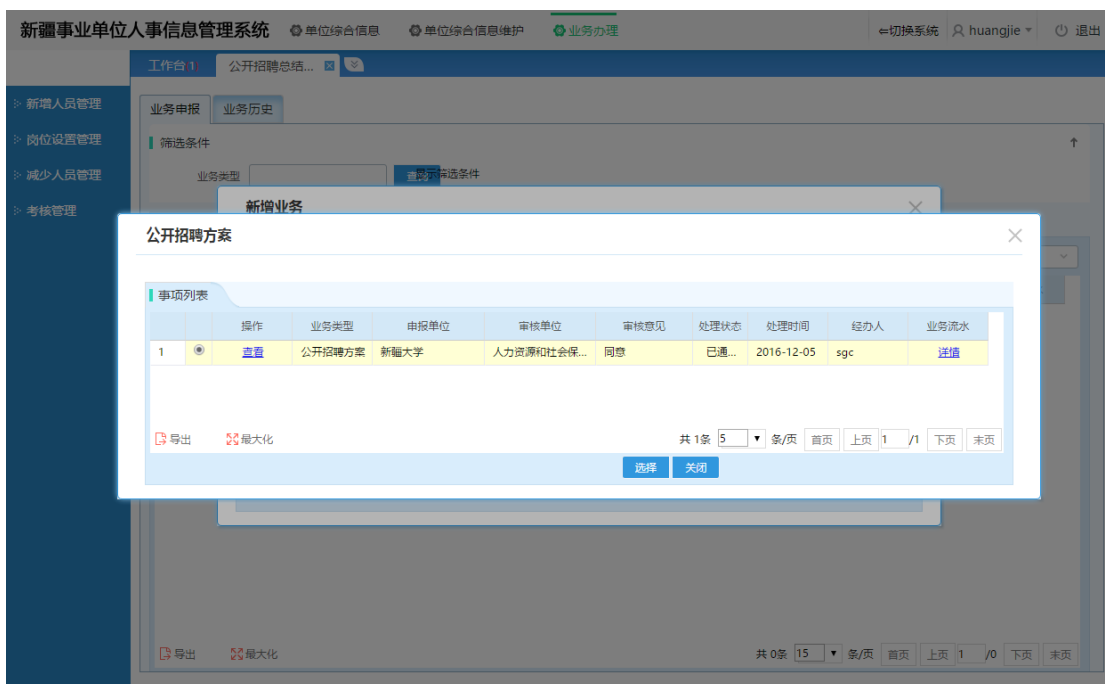 新疆事业单位人事信息管理系统 单位综合信息 单位综合信息维护 业务办理 ⇐切换系统 huangjie 退出
工作台 1 公开招聘总结...
新增人员管理
岗位设置管理
减少人员管理
考核管理
业务申报 业务历史
筛选条件
业务类型 显示筛选条件
新增业务
公开招聘方案
事项列表
操作 业务类型 申报单位 审核单位 审核意见 处理状态 处理时间 经办人 业务流水
1 查看 公开招聘方案 新疆大学 人力资源和社会保... 同意 已通... 2016-12-05 sgc 详情
导出 最大化 共 1条 5 条/页 首页 上页 1 /1 下页 末页
选择 关闭
导出 最大化 共 0条 15 条/页 首页 上页 1 /0 下页 末页